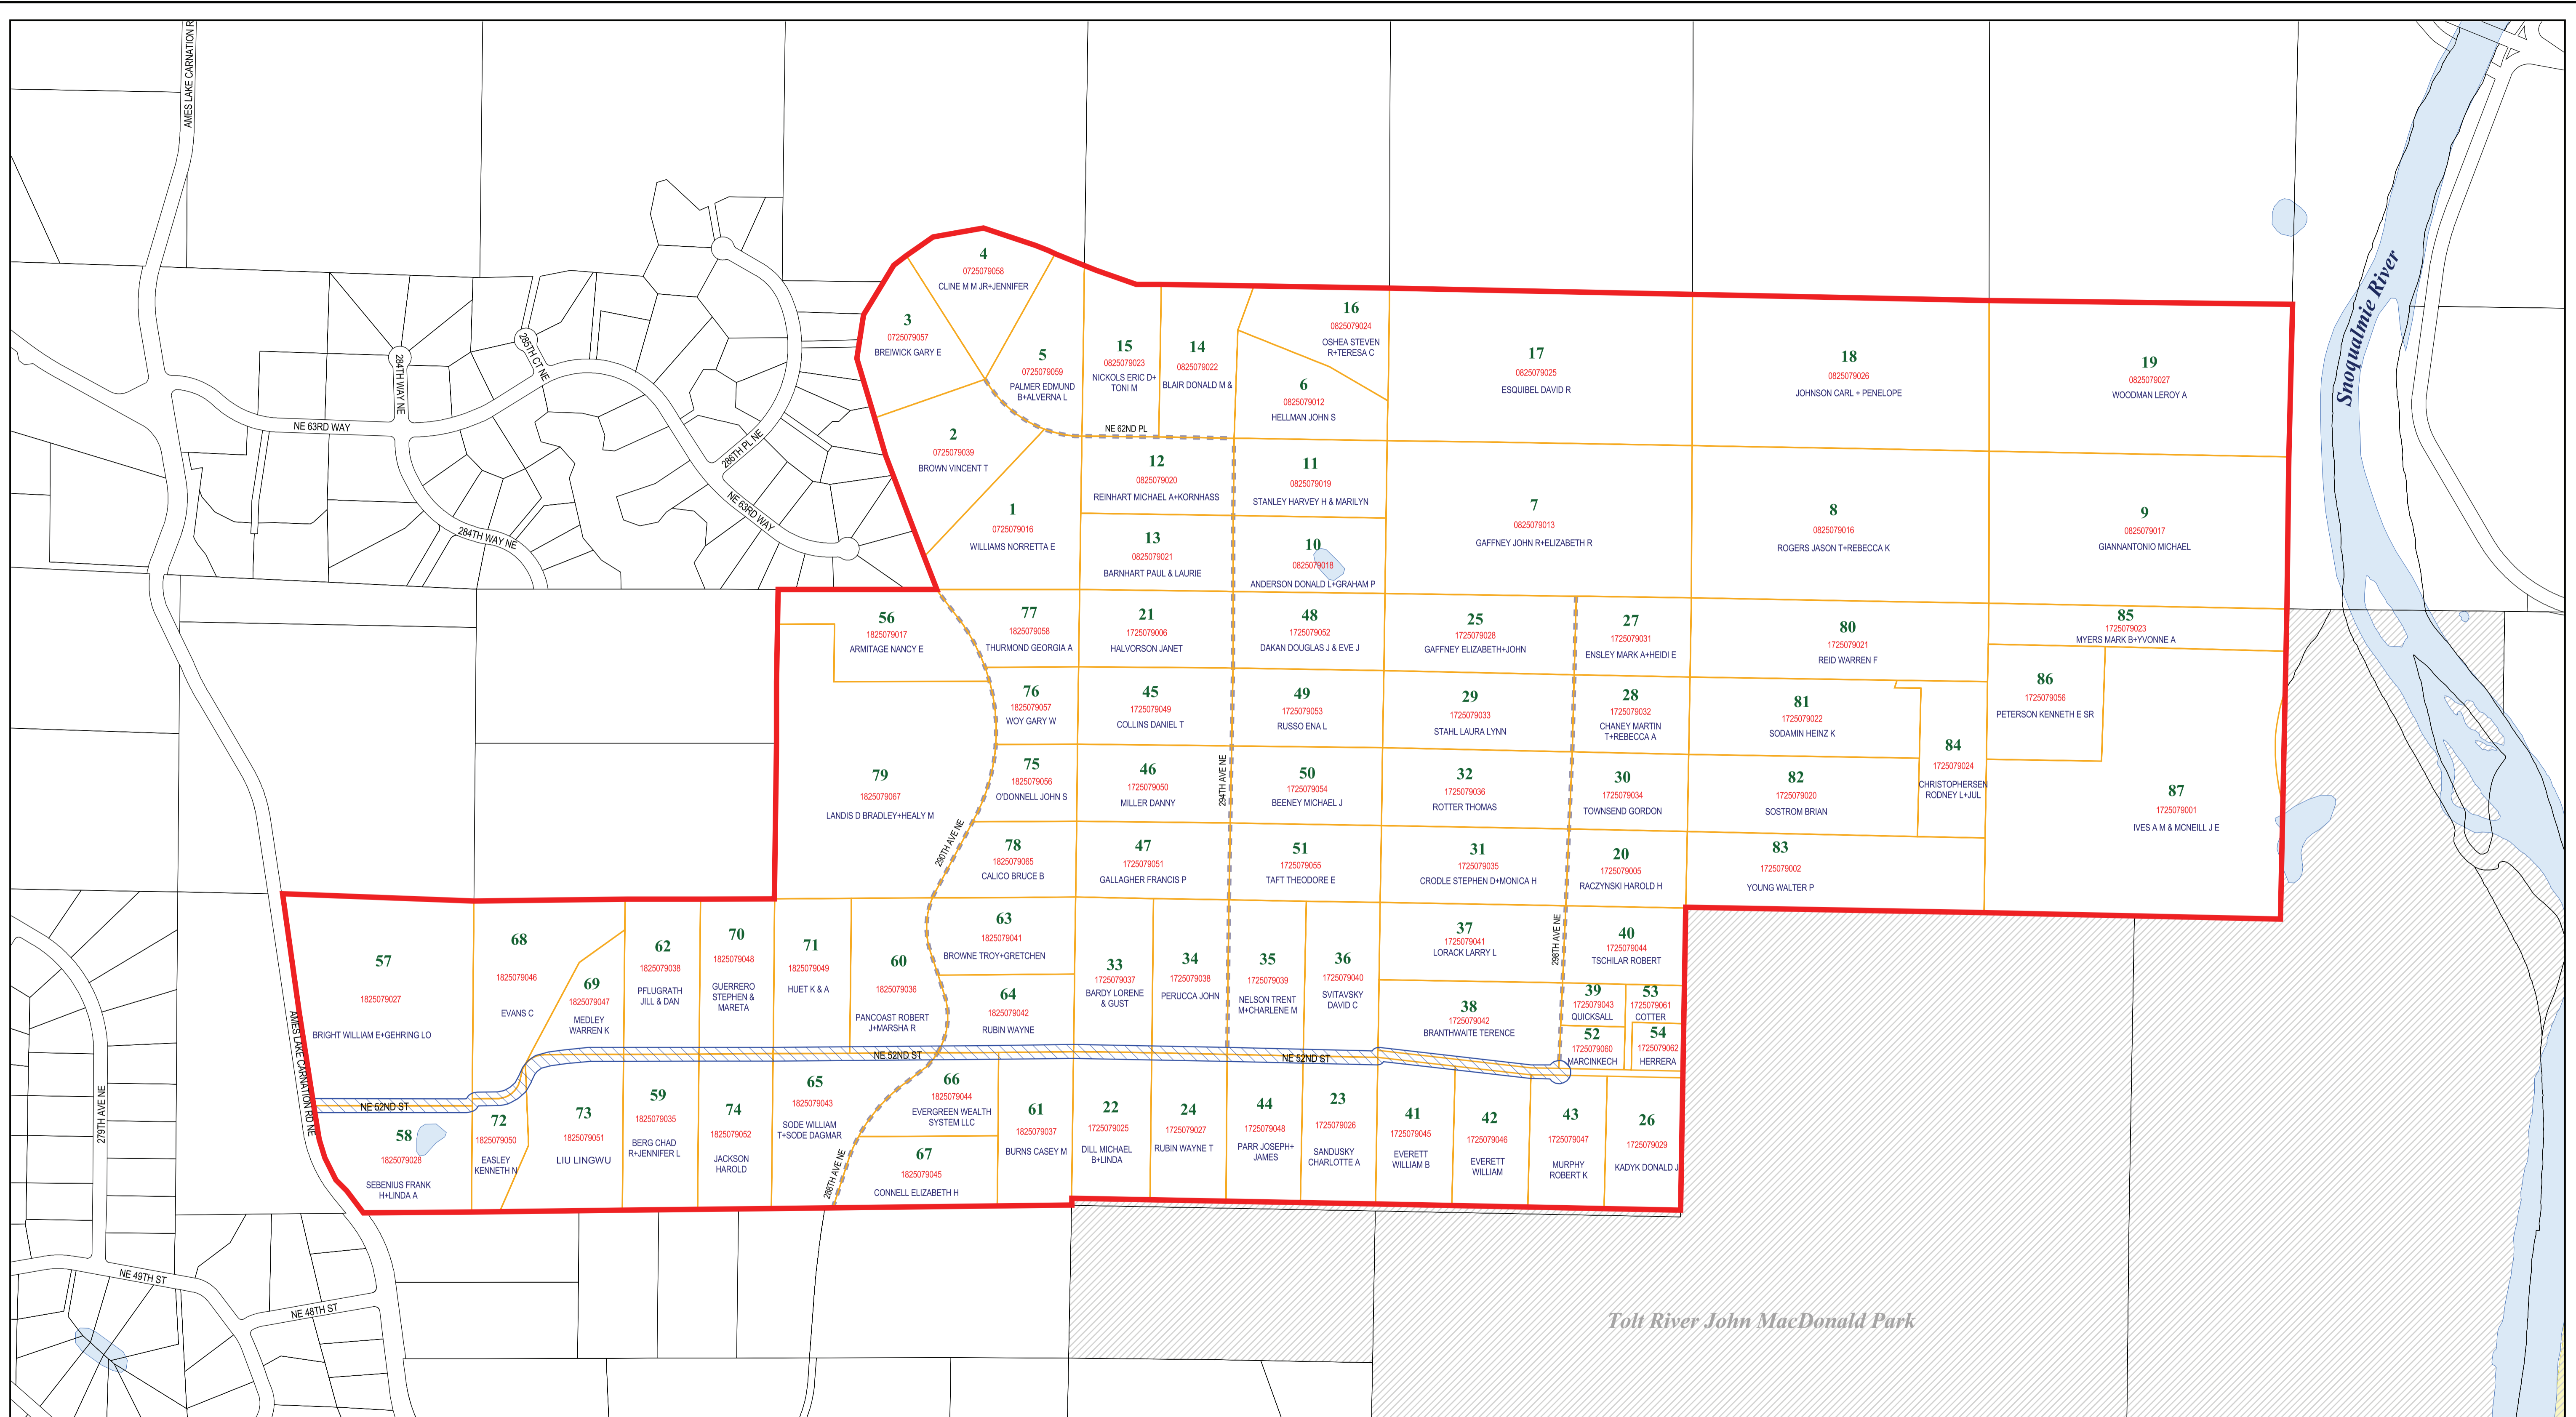 AMES LAKE CARNATION R
Snoqualmie River
4
0725079058
CLINE M M JR+JENNIFER
3
0725079057
BREIWICK GARY E
5
0725079059
PALMER EDMUND
B+ALVERNA L
15
0825079023
NICKOLS ERIC D+
TONI M
14
0825079022
BLAIR DONALD M &
16
0825079024
OSHEA STEVEN
R+TERESA C
6
0825079012
HELLMAN JOHN S
17
0825079025
ESQUIBEL DAVID R
18
0825079026
JOHNSON CARL + PENELOPE
19
0825079027
WOODMAN LEROY A
285TH CT NE
284TH WAY NE
NE 63RD WAY
286TH PL NE
NE 63RD WAY
284TH WAY NE
NE 62ND PL
2
0725079039
BROWN VINCENT T
1
0725079016
WILLIAMS NORRETTA E
12
0825079020
REINHART MICHAEL A+KORNHASS
11
0825079019
STANLEY HARVEY H & MARILYN
13
0825079021
BARNHART PAUL & LAURIE
10
0825079018
ANDERSON DONALD L+GRAHAM P
7
0825079013
GAFFNEY JOHN R+ELIZABETH R
8
0825079016
ROGERS JASON T+REBECCA K
9
0825079017
GIANNANTONIO MICHAEL
56
1825079017
ARMITAGE NANCY E
77
1825079058
THURMOND GEORGIA A
21
1725079006
HALVORSON JANET
48
1725079052
DAKAN DOUGLAS J & EVE J
25
1725079028
GAFFNEY ELIZABETH+JOHN
27
1725079031
ENSLEY MARK A+HEIDI E
80
1725079021
REID WARREN F
85
1725079023
MYERS MARK B+YVONNE A
76
1825079057
WOY GARY W
45
1725079049
COLLINS DANIEL T
49
1725079053
RUSSO ENA L
29
1725079033
STAHL LAURA LYNN
28
1725079032
CHANEY MARTIN
T+REBECCA A
81
1725079022
SODAMIN HEINZ K
84
1725079024
CHRISTOPHERSEN
RODNEY L+JUL
86
1725079056
PETERSON KENNETH E SR
79
1825079067
LANDIS D BRADLEY+HEALY M
75
1825079056
O'DONNELL JOHN S
46
1725079050
MILLER DANNY
294TH AVE NE
50
1725079054
BEENEY MICHAEL J
32
1725079036
ROTTER THOMAS
30
1725079034
TOWNSEND GORDON
82
1725079020
SOSTROM BRIAN
87
1725079001
IVES A M & MCNEILL J E
290TH AVE NE
78
1825079065
CALICO BRUCE B
47
1725079051
GALLAGHER FRANCIS P
51
1725079055
TAFT THEODORE E
31
1725079035
CRODLE STEPHEN D+MONICA H
20
1725079005
RACZYNSKI HAROLD H
83
1725079002
YOUNG WALTER P
57
1825079027
BRIGHT WILLIAM E+GEHRING LO
68
1825079046
EVANS C
69
1825079047
MEDLEY
WARREN K
62
1825079038
PFLUGRATH
JILL & DAN
70
1825079048
GUERRERO
STEPHEN &
MARETA
71
1825079049
HUET K & A
60
1825079036
PANCOAST ROBERT
J+MARSHA R
63
1825079041
BROWNE TROY+GRETCHEN
64
1825079042
RUBIN WAYNE
33
1725079037
BARDY LORENE
& GUST
34
1725079038
PERUCCA JOHN
35
1725079039
NELSON TRENT
M+CHARLENE M
36
1725079040
SVITAVSKY
DAVID C
37
1725079041
LORACK LARRY L
298TH AVE NE
40
1725079044
TSCHILAR ROBERT
38
1725079042
BRANTHWAITE TERENCE
39
1725079043
QUICKSALL
53
1725079061
COTTER
52
1725079060
MARCINKECH
54
1725079062
HERRERA
AMES LAKE CARNATION RD NE
279TH AVE NE
NE 52ND ST
NE 52ND ST
NE 52ND ST
58
1825079028
SEBENIUS FRANK
H+LINDA A
72
1825079050
EASLEY
KENNETH N
73
1825079051
LIU LINGWU
59
1825079035
BERG CHAD
R+JENNIFER L
74
1825079052
JACKSON
HAROLD
65
1825079043
SODE WILLIAM
T+SODE DAGMAR
66
1825079044
EVERGREEN WEALTH
SYSTEM LLC
288TH AVE NE
67
1825079045
CONNELL ELIZABETH H
61
1825079037
BURNS CASEY M
22
1725079025
DILL MICHAEL
B+LINDA
24
1725079027
RUBIN WAYNE T
44
1725079048
PARR JOSEPH+
JAMES
23
1725079026
SANDUSKY
CHARLOTTE A
41
1725079045
EVERETT
WILLIAM B
42
1725079046
EVERETT
WILLIAM
43
1725079047
MURPHY
ROBERT K
26
1725079029
KADYK DONALD J
NE 49TH ST
NE 48TH ST
Tolt River John MacDonald Park